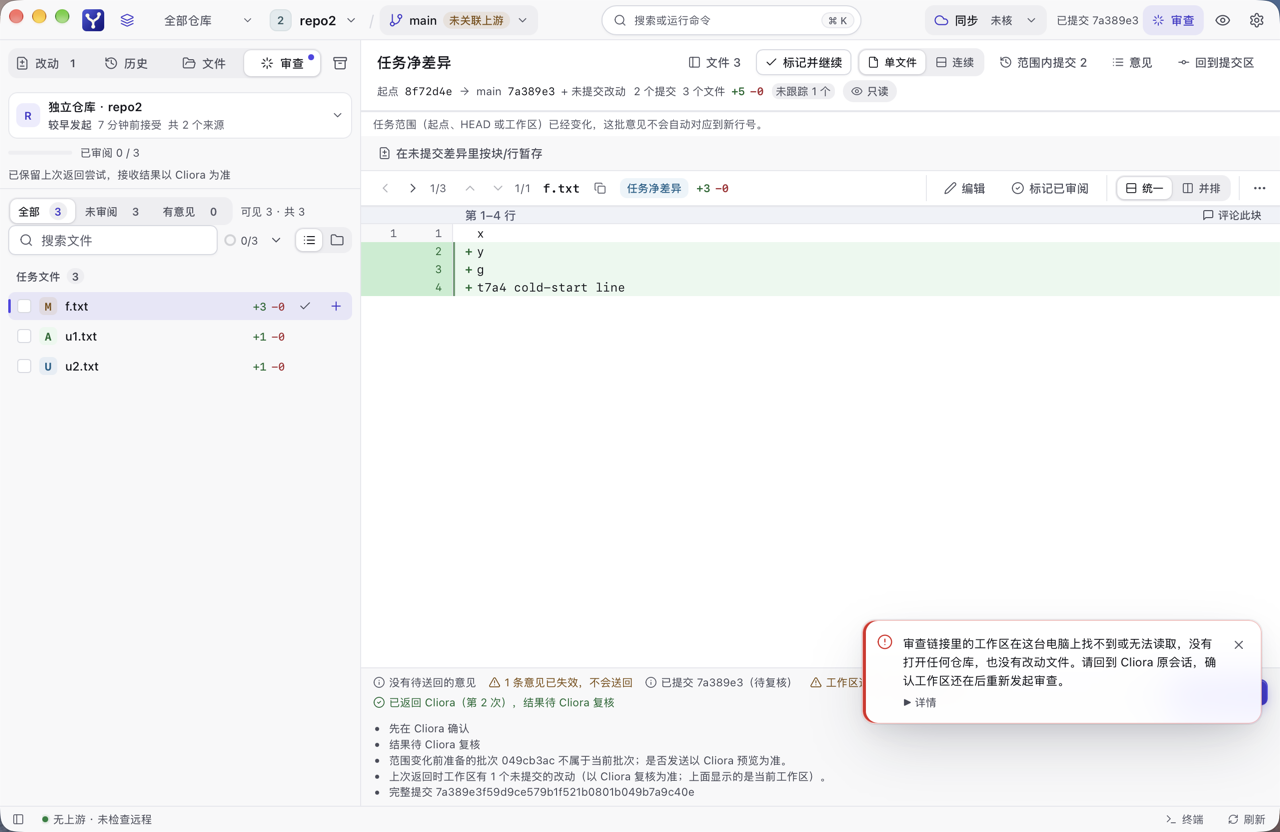 全部仓库 2 repo2 / main 未关联上游 搜索或运行命令 ⌘ K 同步 未核 已提交 7a389e3 审查
改动 1 历史 文件 审查
R 独立仓库 · repo2
较早发起 7 分钟前接受 共 2 个来源
已审阅 0 / 3
已保留上次返回尝试，接收结果以 Cliora 为准
全部 3 未审阅 3 有意见 0 可见 3 · 共 3
搜索文件 0/3
任务文件 3
M f.txt +3 −0
A u1.txt +1 −0
U u2.txt +1 −0
任务净差异 文件 3 标记并继续 单文件 连续 范围内提交 2 意见 回到提交区
起点 8f72d4e → main 7a389e3 + 未提交改动 2 个提交 3 个文件 +5 −0 未跟踪 1 个 只读
任务范围（起点、HEAD 或工作区）已经变化，这批意见不会自动对应到新行号。
在未提交差异里按块/行暂存
1/3 1/1 f.txt 任务净差异 +3 −0 编辑 标记已审阅 统一 并排
第 1–4 行 评论此块
1 1 x
2 + y
3 + g
4 + t7a4 cold-start line
审查链接里的工作区在这台电脑上找不到或无法读取，没有
打开任何仓库，也没有改动文件。请回到 Cliora 原会话，确
认工作区还在后重新发起审查。
▶ 详情
没有待送回的意见 1 条意见已失效，不会送回 已提交 7a389e3（待复核） 工作区
已返回 Cliora（第 2 次），结果待 Cliora 复核
• 先在 Cliora 确认
• 结果待 Cliora 复核
• 范围变化前准备的批次 049cb3ac 不属于当前批次；是否发送以 Cliora 预览为准。
• 上次返回时工作区有 1 个未提交的改动（以 Cliora 复核为准；上面显示的是当前工作区）。
• 完整提交 7a389e3f59d9ce579b1f521b0801b049b7a9c40e
无上游 · 未检查远程 终端 刷新